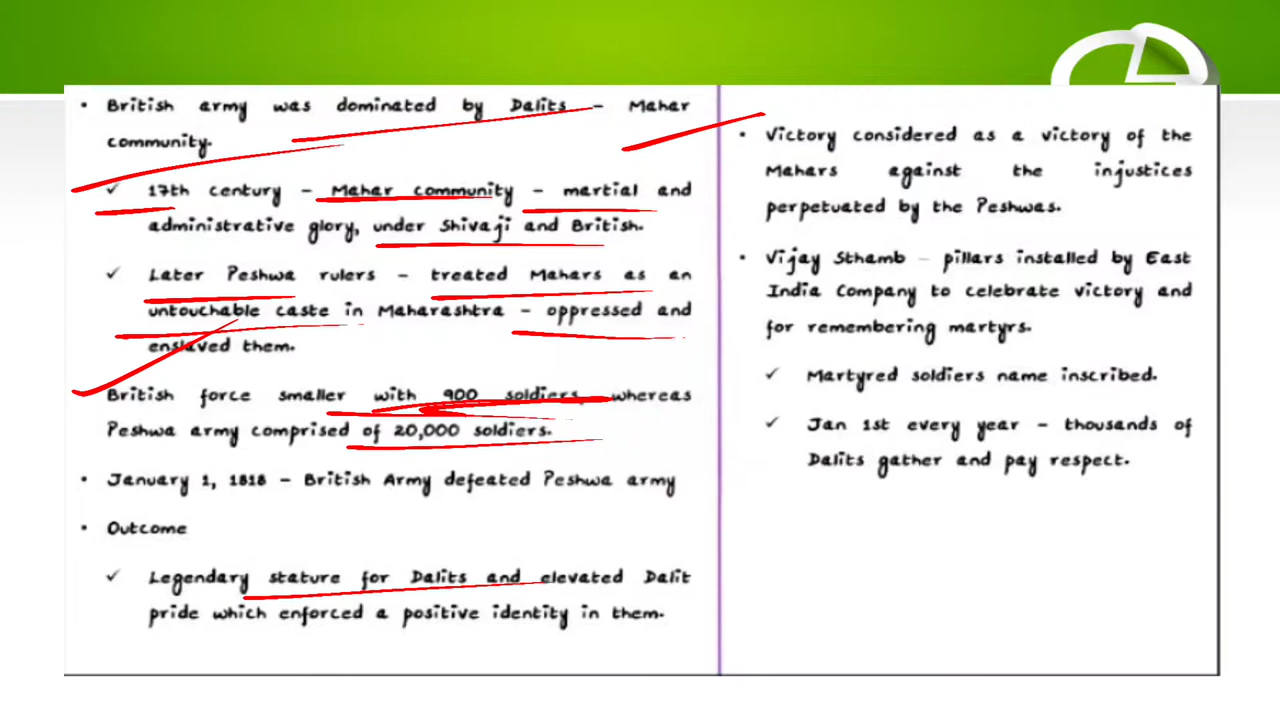 • British army was dominated by Dalits – Mahar
community.
✓ 17th century – Mahar community – martial and
administrative glory, under Shivaji and British.
✓ Later Peshwa rulers – treated Mahars as an
untouchable caste in Maharashtra – oppressed and
enslaved them.
British force smaller with 900 soldiers, whereas
Peshwa army comprised of 20,000 soldiers.
• January 1, 1818 – British Army defeated Peshwa army
• Outcome
✓ Legendary stature for Dalits and elevated Dalit
pride which enforced a positive identity in them.
• Victory considered as a victory of the
Mahars against the injustices
perpetuated by the Peshwas.
• Vijay Sthamb – pillars installed by East
India Company to celebrate victory and
for remembering martyrs.
✓ Martyred soldiers name inscribed.
✓ Jan 1st every year – thousands of
Dalits gather and pay respect.